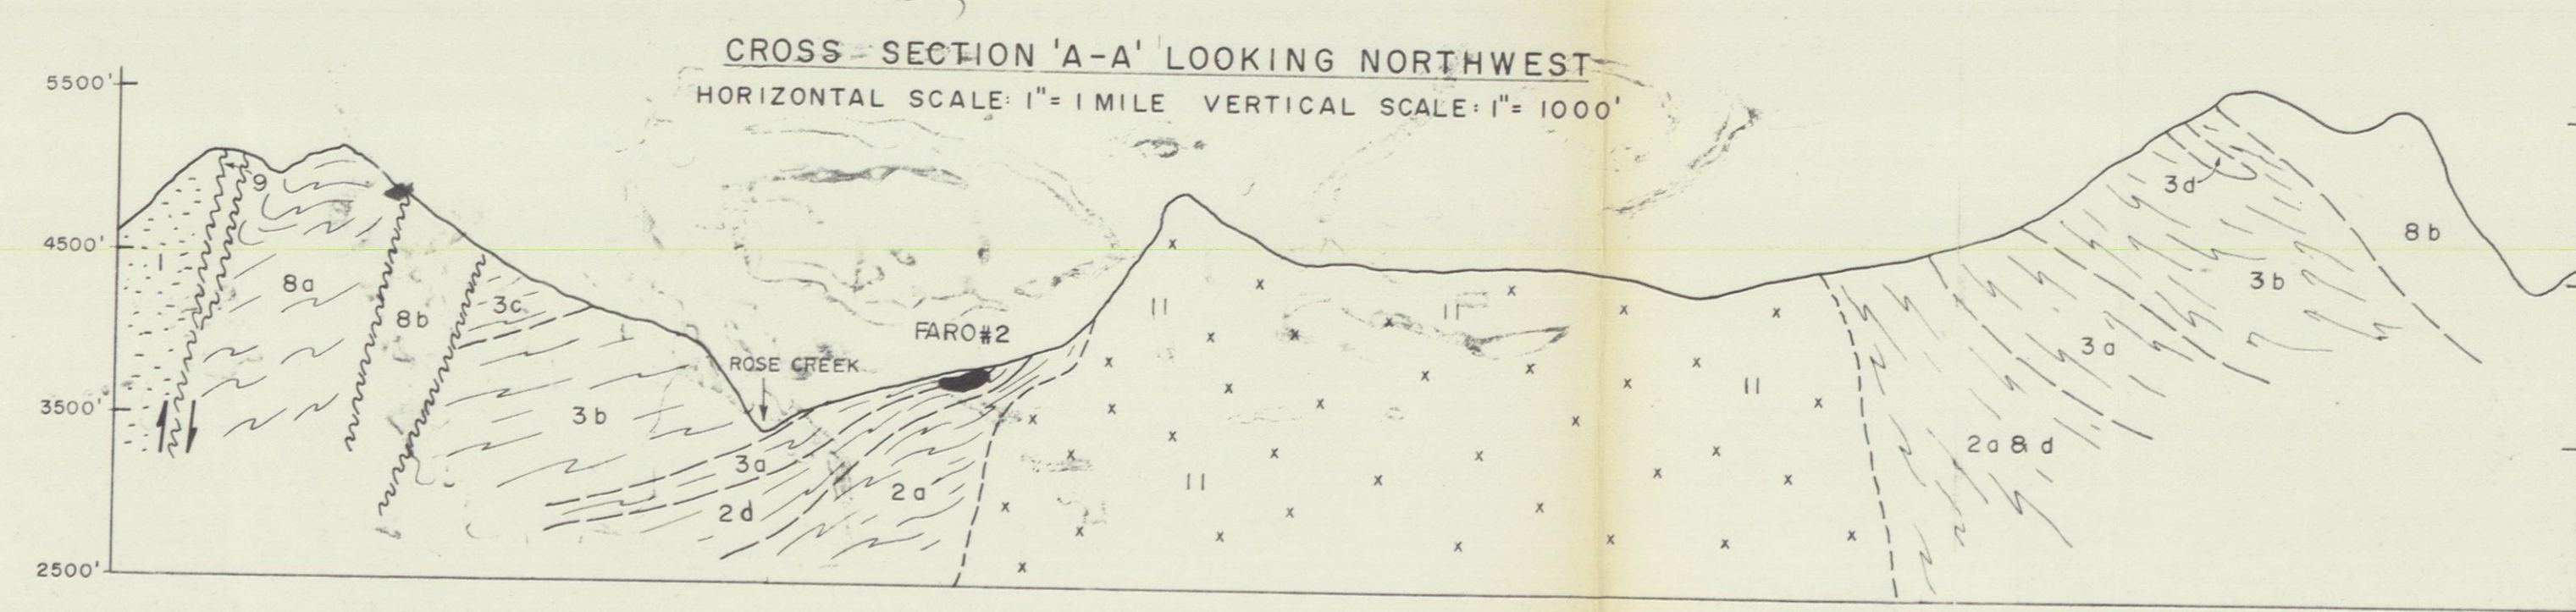 CROSS-SECTION 'A-A' LOOKING NORTHWEST
HORIZONTAL SCALE: 1"= 1 MILE VERTICAL SCALE: 1"= 1000'
5500'
4500'
3500'
2500'
1
9
8a
8b
3c
3b
ROSE CREEK
FARO #2
3a
2d
2a
11
11
11
11
2a & d
3a
3d
3b
8b